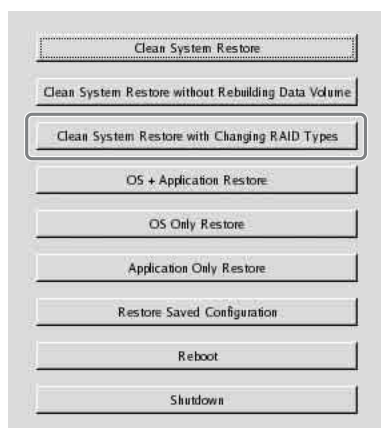 Clean System Restore
Clean System Restore without Rebuilding Data Volume
Clean System Restore with Changing RAID Types
OS + Application Restore
OS Only Restore
Application Only Restore
Restore Saved Configuration
Reboot
Shutdown